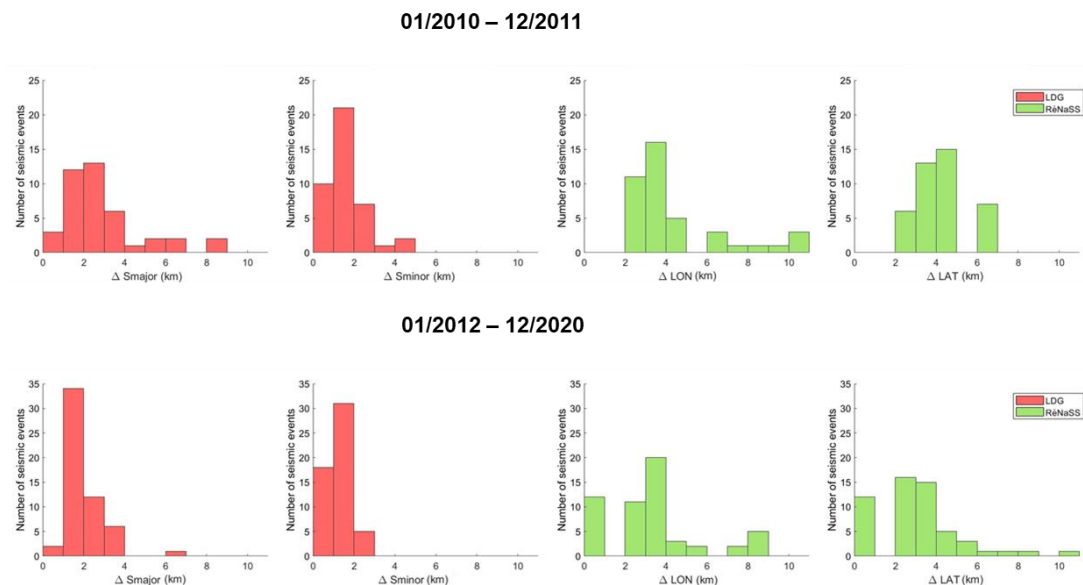 01/2010 – 12/2011
25
20
15
10
5
0
Number of seismic events
0 2 4 6 8 10
Δ Smajor (km)
25
20
15
10
5
0
Number of seismic events
0 2 4 6 8 10
Δ Sminor (km)
25
20
15
10
5
0
Number of seismic events
2 4 6 8 10
Δ LON (km)
25
20
15
10
5
0
Number of seismic events
2 4 6 8 10
Δ LAT (km)
LDG
RéNaSS
01/2012 – 12/2020
35
30
25
20
15
10
5
0
Number of seismic events
0 2 4 6 8 10
Δ Smajor (km)
35
30
25
20
15
10
5
0
Number of seismic events
0 2 4 6 8 10
Δ Sminor (km)
35
30
25
20
15
10
5
0
Number of seismic events
0 2 4 6 8 10
Δ LON (km)
35
30
25
20
15
10
5
0
Number of seismic events
0 2 4 6 8 10
Δ LAT (km)
LDG
RéNaSS